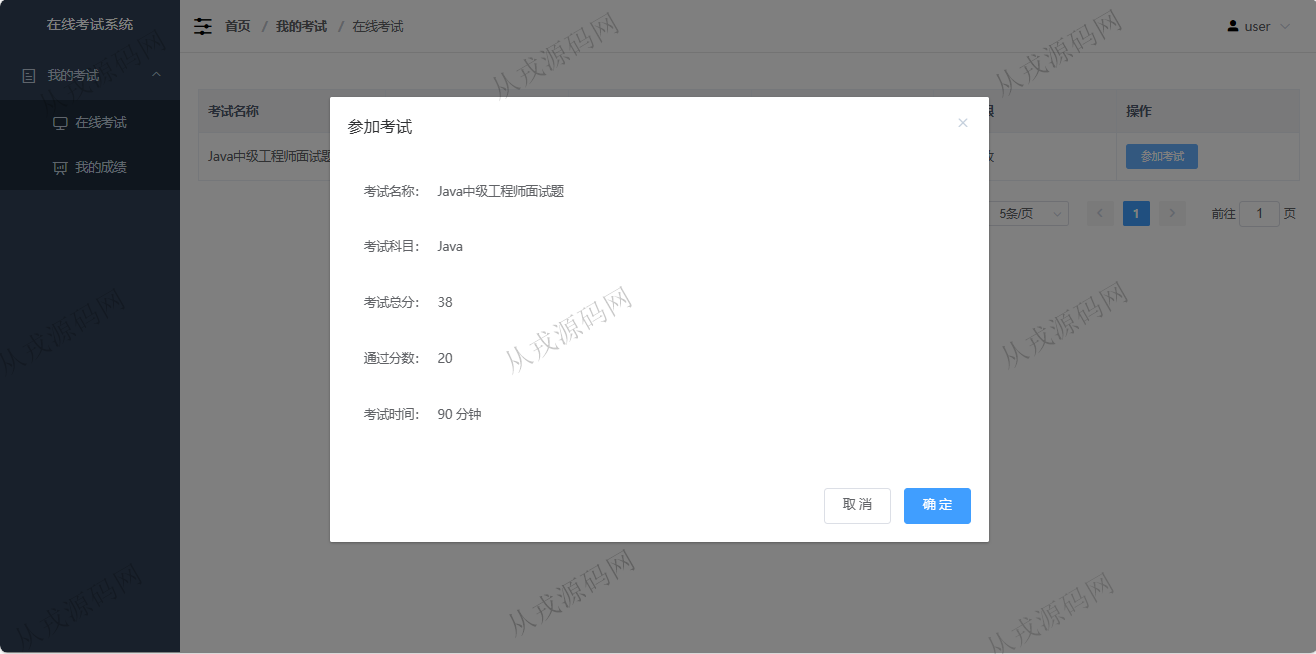 在线考试系统
首页 / 我的考试 / 在线考试
user
我的考试
在线考试
我的成绩
考试名称
操作
Java中级工程师面试题
参加考试
5条/页
1
前往 1 页
参加考试
考试名称： Java中级工程师面试题
考试科目： Java
考试总分： 38
通过分数： 20
考试时间： 90 分钟
取消
确定
从戎源码网
从戎源码网
从戎源码网
从戎源码网
从戎源码网
从戎源码网
从戎源码网
从戎源码网
从戎源码网